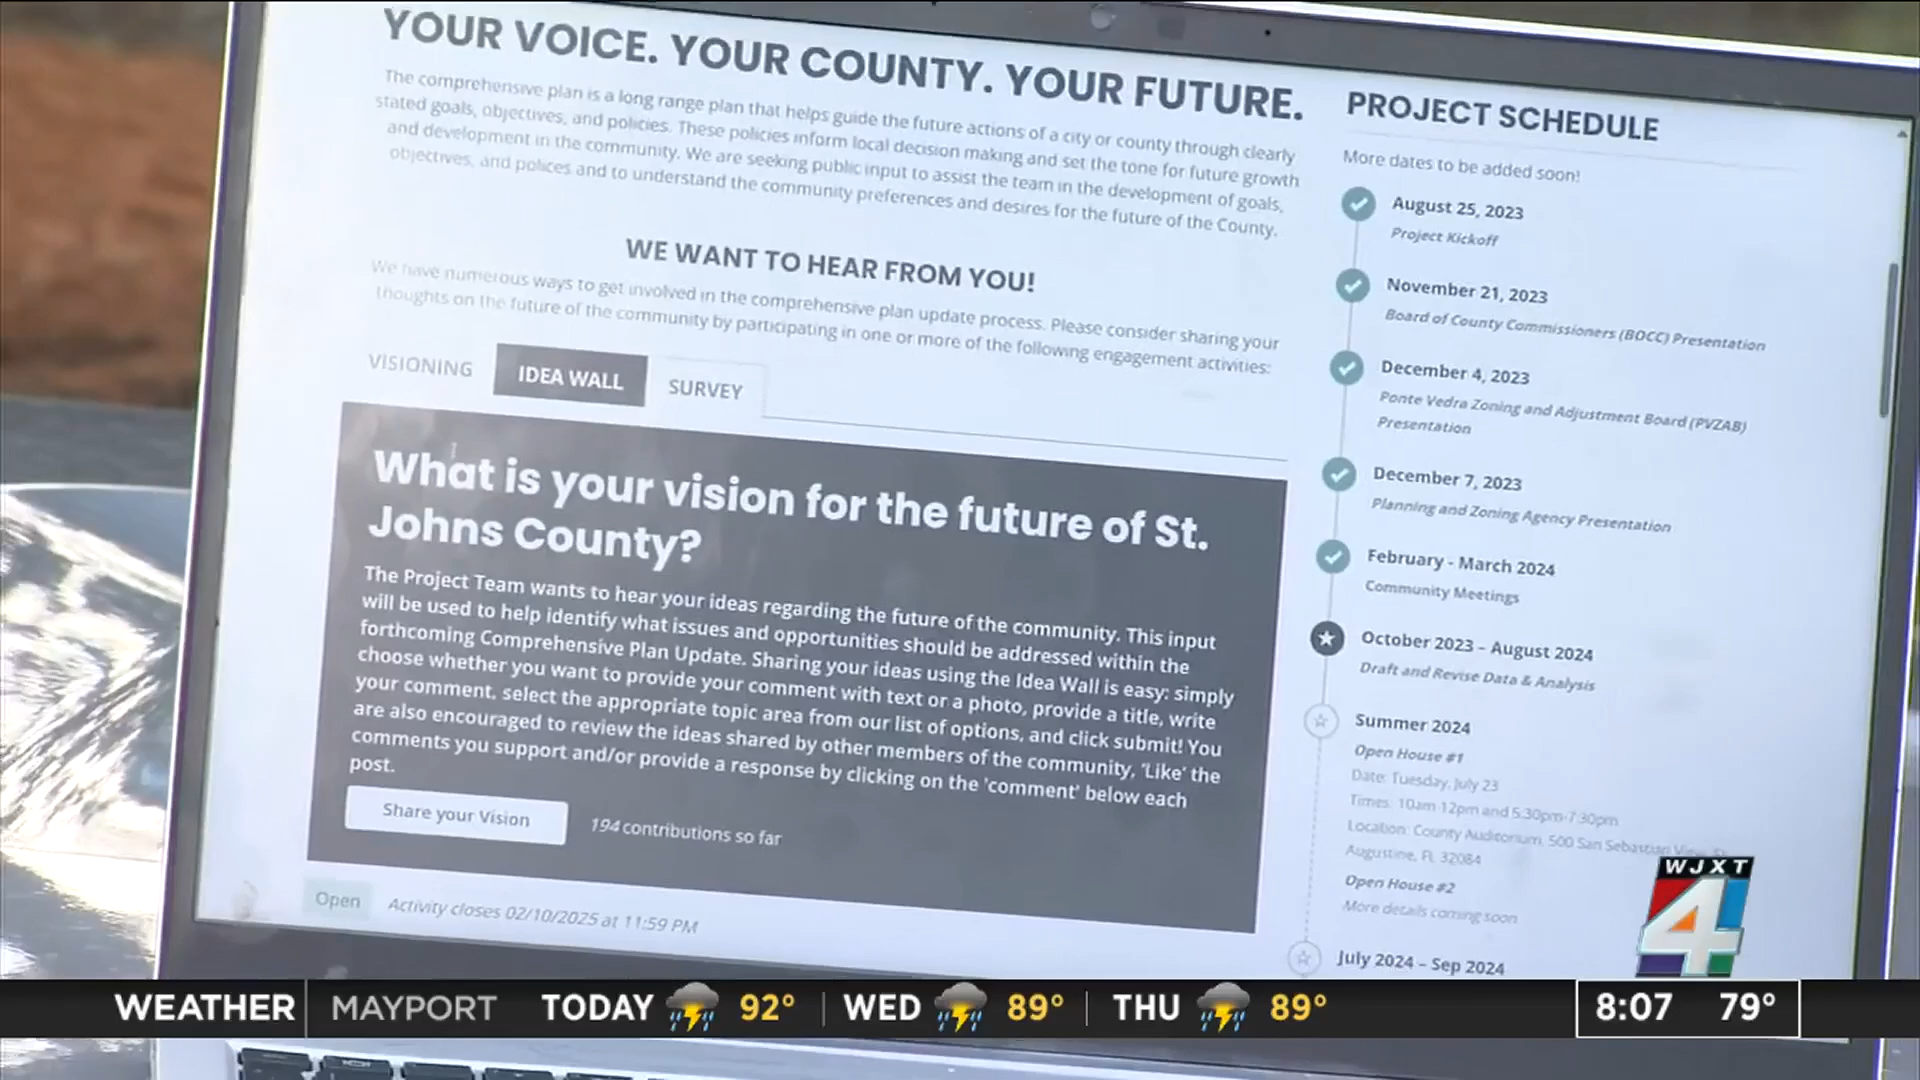 YOUR VOICE. YOUR COUNTY. YOUR FUTURE.
The comprehensive plan is a long range plan that helps guide the future actions of a city or county through clearly
stated goals, objectives, and policies. These policies inform local decision making and set the tone for future growth
and development in the community. We are seeking public input to assist the team in the development of goals,
objectives, and polices and to understand the community preferences and desires for the future of the County.
WE WANT TO HEAR FROM YOU!
We have numerous ways to get involved in the comprehensive plan update process. Please consider sharing your
thoughts on the future of the community by participating in one or more of the following engagement activities:
VISIONING
IDEA WALL
SURVEY
What is your vision for the future of St.
Johns County?
The Project Team wants to hear your ideas regarding the future of the community. This input
will be used to help identify what issues and opportunities should be addressed within the
forthcoming Comprehensive Plan Update. Sharing your ideas using the Idea Wall is easy: simply
choose whether you want to provide your comment with text or a photo, provide a title, write
your comment, select the appropriate topic area from our list of options, and click submit! You
are also encouraged to review the ideas shared by other members of the community, 'Like' the
comments you support and/or provide a response by clicking on the 'comment' below each
post.
Share your Vision
194 contributions so far
Open
Activity closes 02/10/2025 at 11:59 PM
PROJECT SCHEDULE
More dates to be added soon!
August 25, 2023
Project Kickoff
November 21, 2023
Board of County Commissioners (BOCC) Presentation
December 4, 2023
Ponte Vedra Zoning and Adjustment Board (PVZAB)
Presentation
December 7, 2023
Planning and Zoning Agency Presentation
February - March 2024
Community Meetings
October 2023 – August 2024
Draft and Revise Data & Analysis
Summer 2024
Open House #1
Date: Tuesday, July 23
Times: 10am-12pm and 5:30pm-7:30pm
Location: County Auditorium, 500 San Sebastian View, St.
Augustine, FL 32084
Open House #2
More details coming soon
July 2024 – Sep 2024
WJXT
4
WEATHER MAYPORT TODAY 92° WED 89° THU 89° 8:07 79°